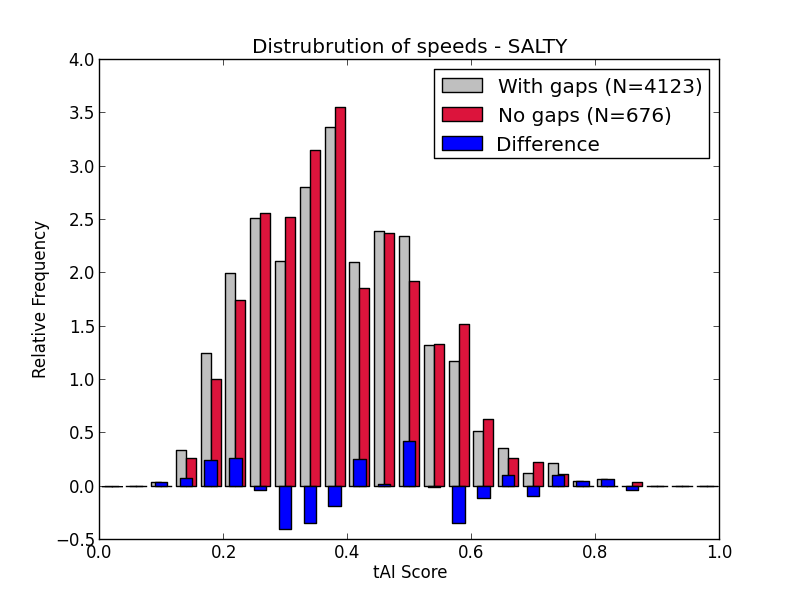 Distrubrution of speeds - SALTY
With gaps (N=4123)
No gaps (N=676)
Difference
4.0
3.5
3.0
2.5
2.0
1.5
1.0
0.5
0.0
−0.5
Relative Frequency
0.0 0.2 0.4 0.6 0.8 1.0
tAI Score